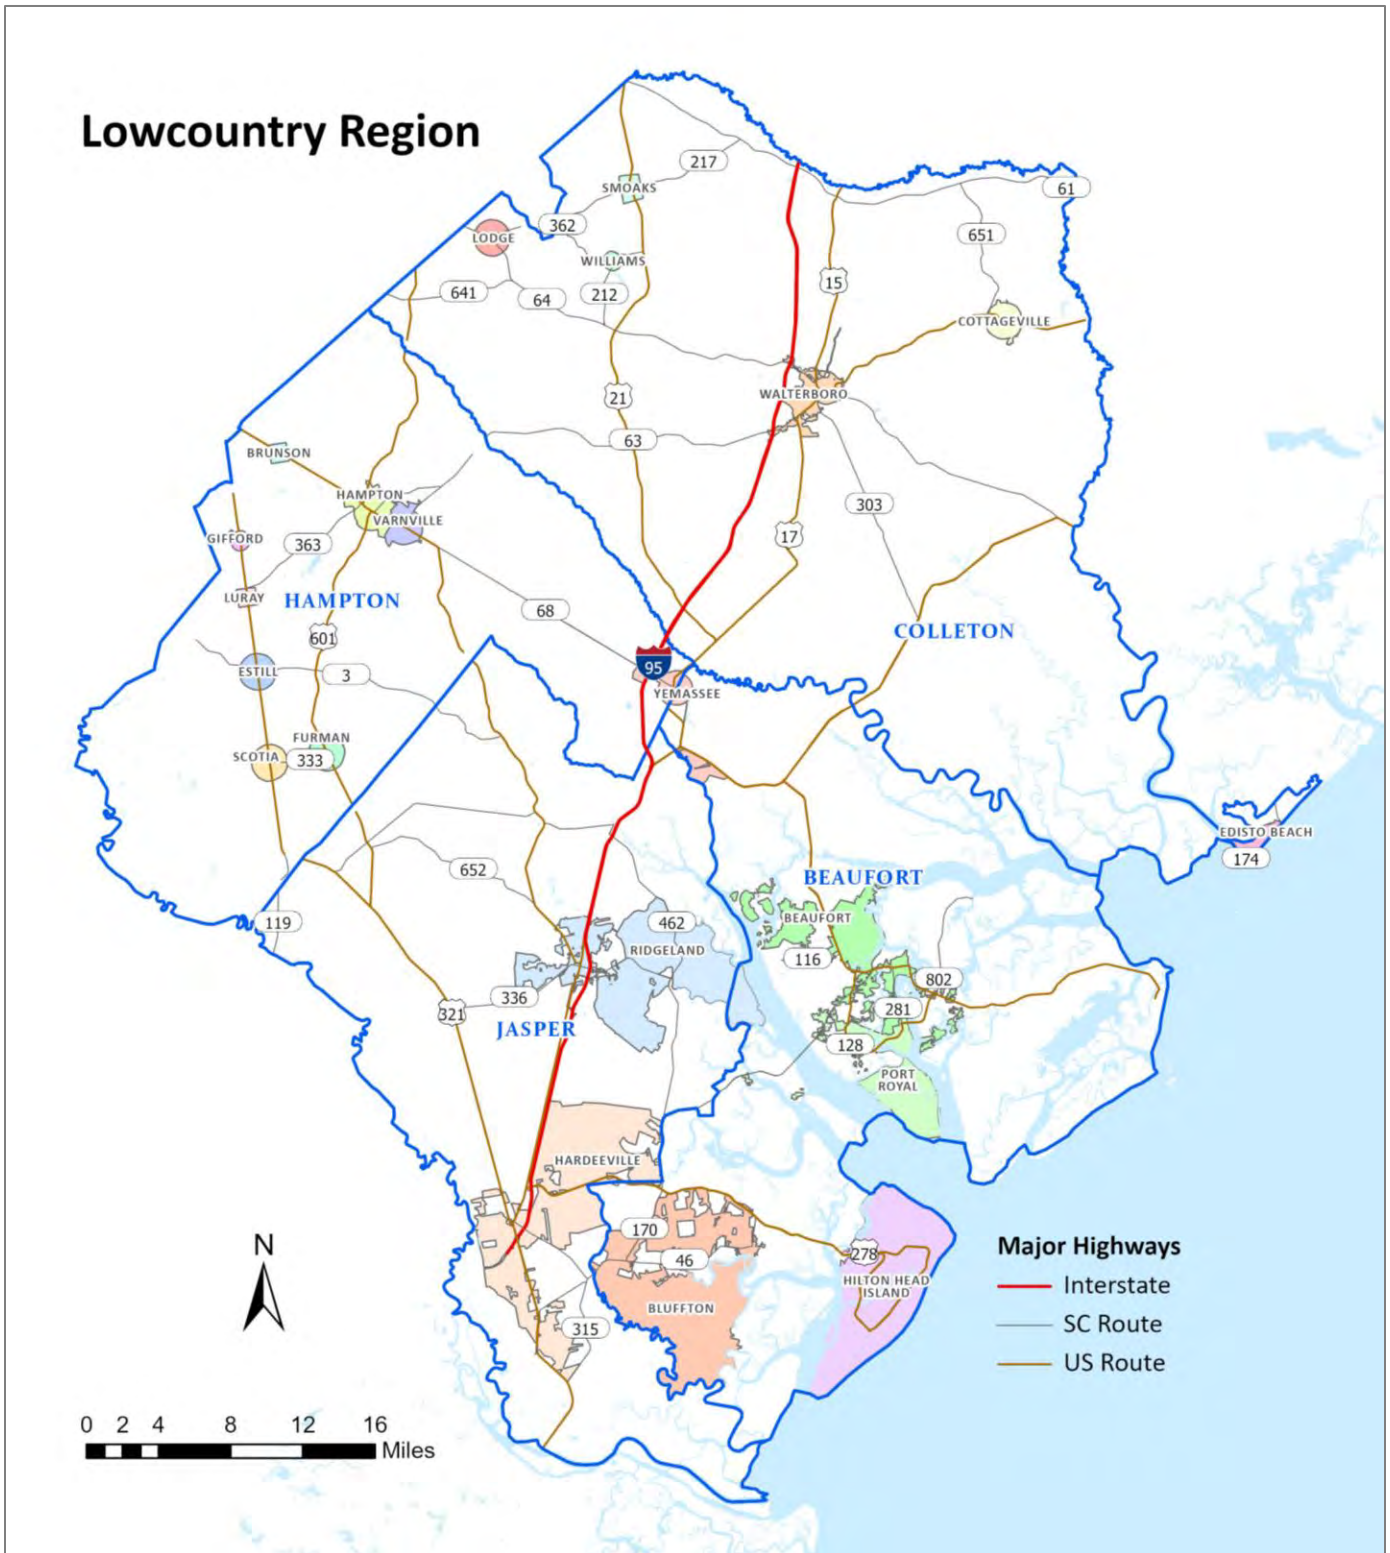 Lowcountry Region
217
SMOAKS
61
362
651
LODGE
WILLIAMS
15
641
64
212
COTTAGEVILLE
21
WALTERBORO
63
BRUNSON
HAMPTON
303
VARNVILLE
17
GIFFORD
363
LURAY
HAMPTON
68
COLLETON
601
95
ESTILL
3
YEMASSEE
FURMAN
SCOTIA
333
EDISTO BEACH
174
652
BEAUFORT
119
462
BEAUFORT
RIDGELAND
116
802
336
321
281
JASPER
128
PORT
ROYAL
HARDEEVILLE
170
278
46
HILTON HEAD
ISLAND
BLUFFTON
315
N
Major Highways
Interstate
SC Route
US Route
0 2 4 8 12 16
Miles